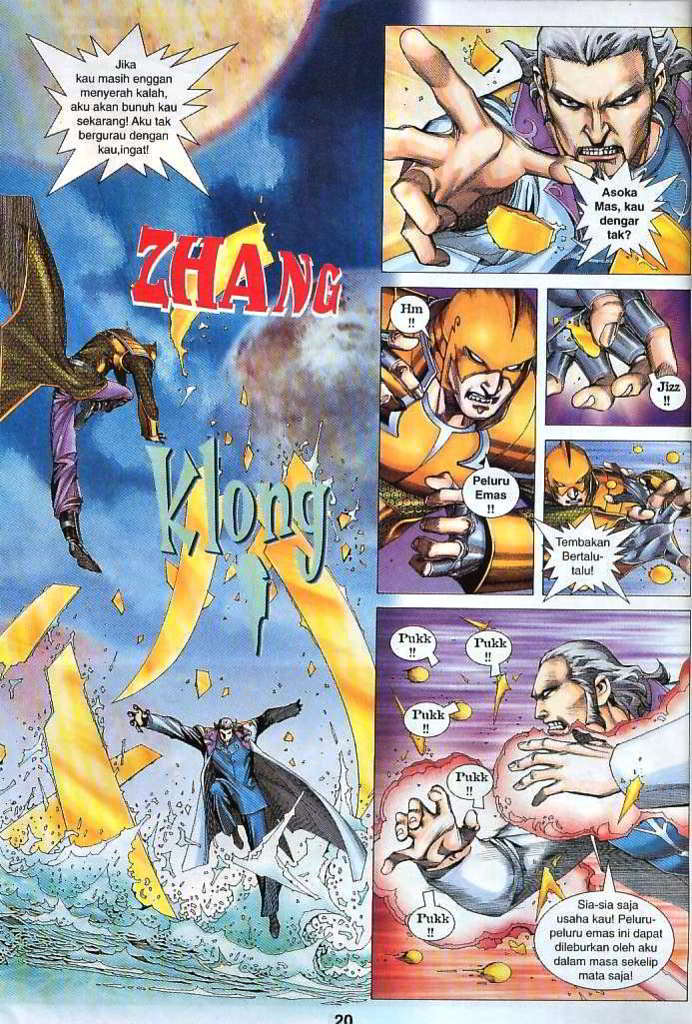 Jika
kau masih enggan
menyerah kalah,
aku akan bunuh kau
sekarang! Aku tak
bergurau dengan
kau,ingat!
ZHANG
Klong
!
Asoka
Mas, kau
dengar
tak?
Hm
!!
Peluru
Emas
!!
Jizz
!!
Tembakan
Bertalu-
talu!
Pukk
!!
Pukk
!!
Pukk
!!
Pukk
!!
Pukk
!!
Sia-sia saja
usaha kau! Peluru-
peluru emas ini dapat
dileburkan oleh aku
dalam masa sekelip
mata saja!
20